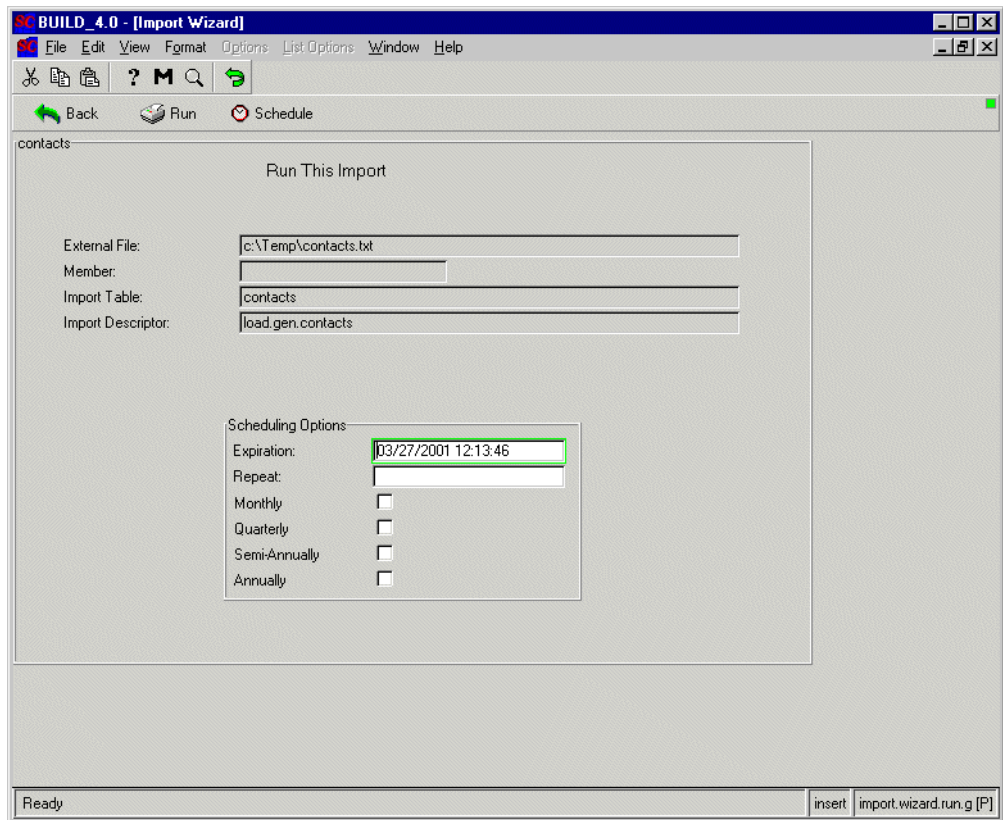 SC BUILD_4.0 - [Import Wizard]
SC File Edit View Format Options List Options Window Help
? M
Back Run Schedule
contacts
Run This Import
External File: c:\Temp\contacts.txt
Member:
Import Table: contacts
Import Descriptor: load.gen.contacts
Scheduling Options
Expiration: 03/27/2001 12:13:46
Repeat:
Monthly
Quarterly
Semi-Annually
Annually
Ready insert import.wizard.run.g [P]